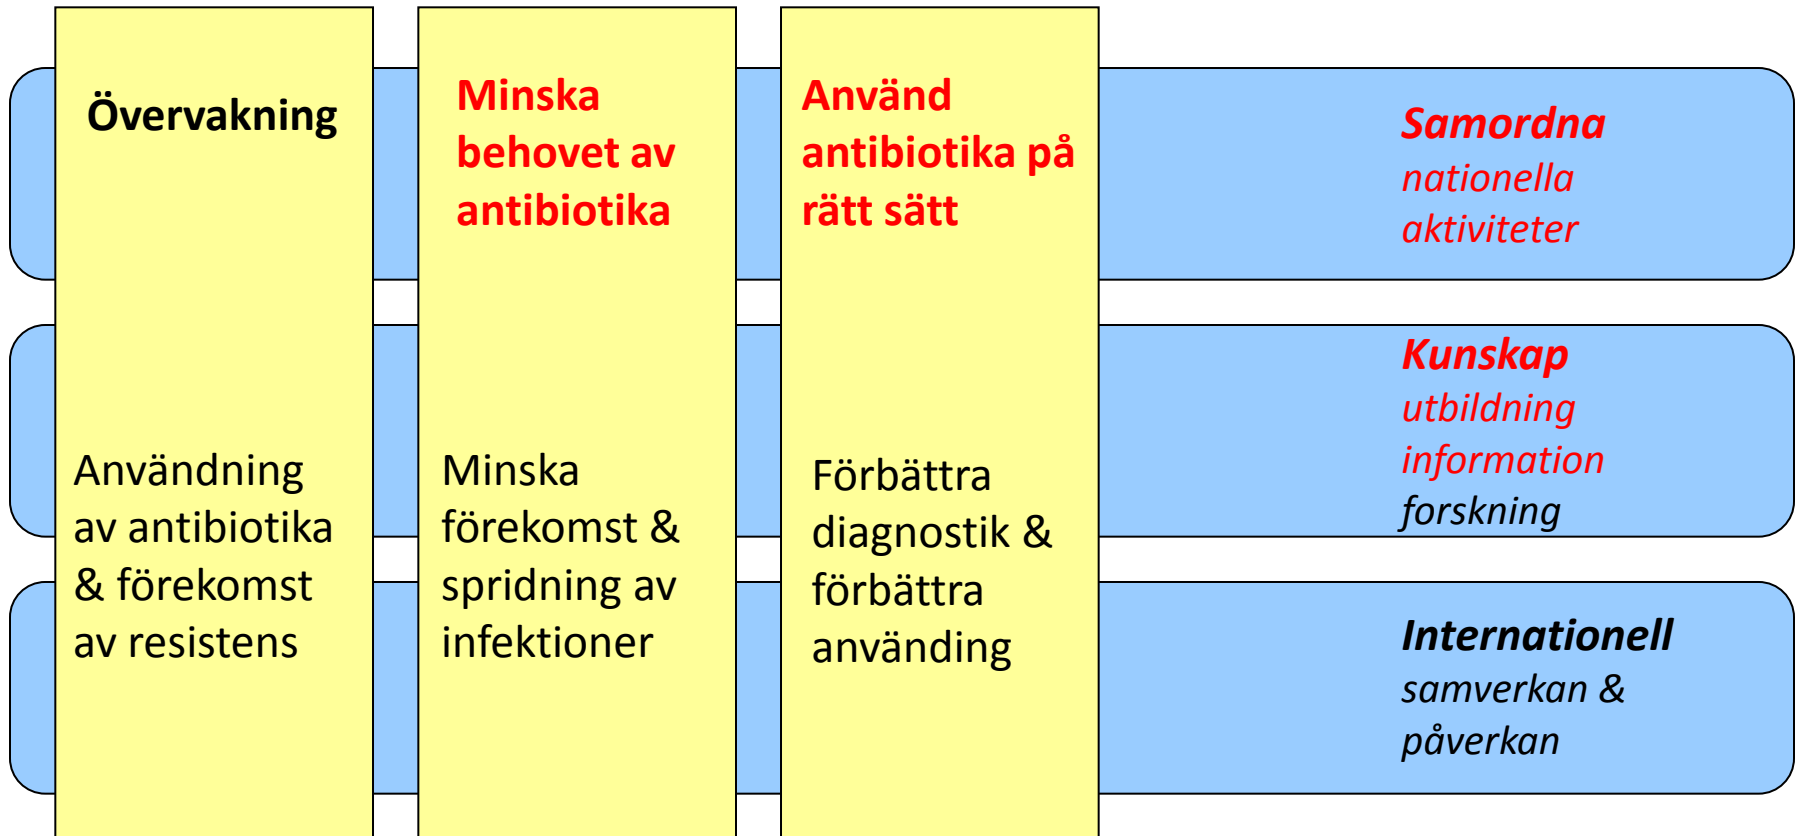 Övervakning
Användning
av antibiotika
& förekomst
av resistens
Minska
behovet av
antibiotika
Minska
förekomst &
spridning av
infektioner
Använd
antibiotika på
rätt sätt
Förbättra
diagnostik &
förbättra
använding
Samordna
nationella
aktiviteter
Kunskap
utbildning
information
forskning
Internationell
samverkan &
påverkan